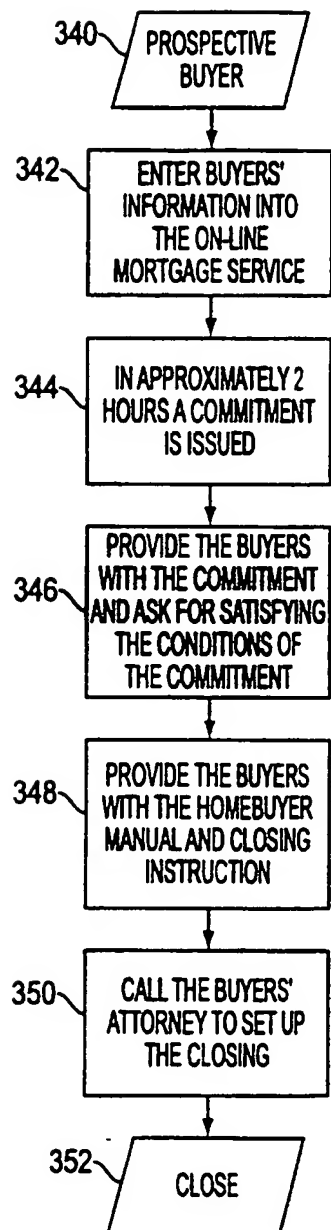 340
PROSPECTIVE
BUYER
342
ENTER BUYERS'
INFORMATION INTO
THE ON-LINE
MORTGAGE SERVICE
344
IN APPROXIMATELY 2
HOURS A COMMITMENT
IS ISSUED
346
PROVIDE THE BUYERS
WITH THE COMMITMENT
AND ASK FOR SATISFYING
THE CONDITIONS OF
THE COMMITMENT
348
PROVIDE THE BUYERS
WITH THE HOMEBUYER
MANUAL AND CLOSING
INSTRUCTION
350
CALL THE BUYERS'
ATTORNEY TO SET UP
THE CLOSING
352
CLOSE